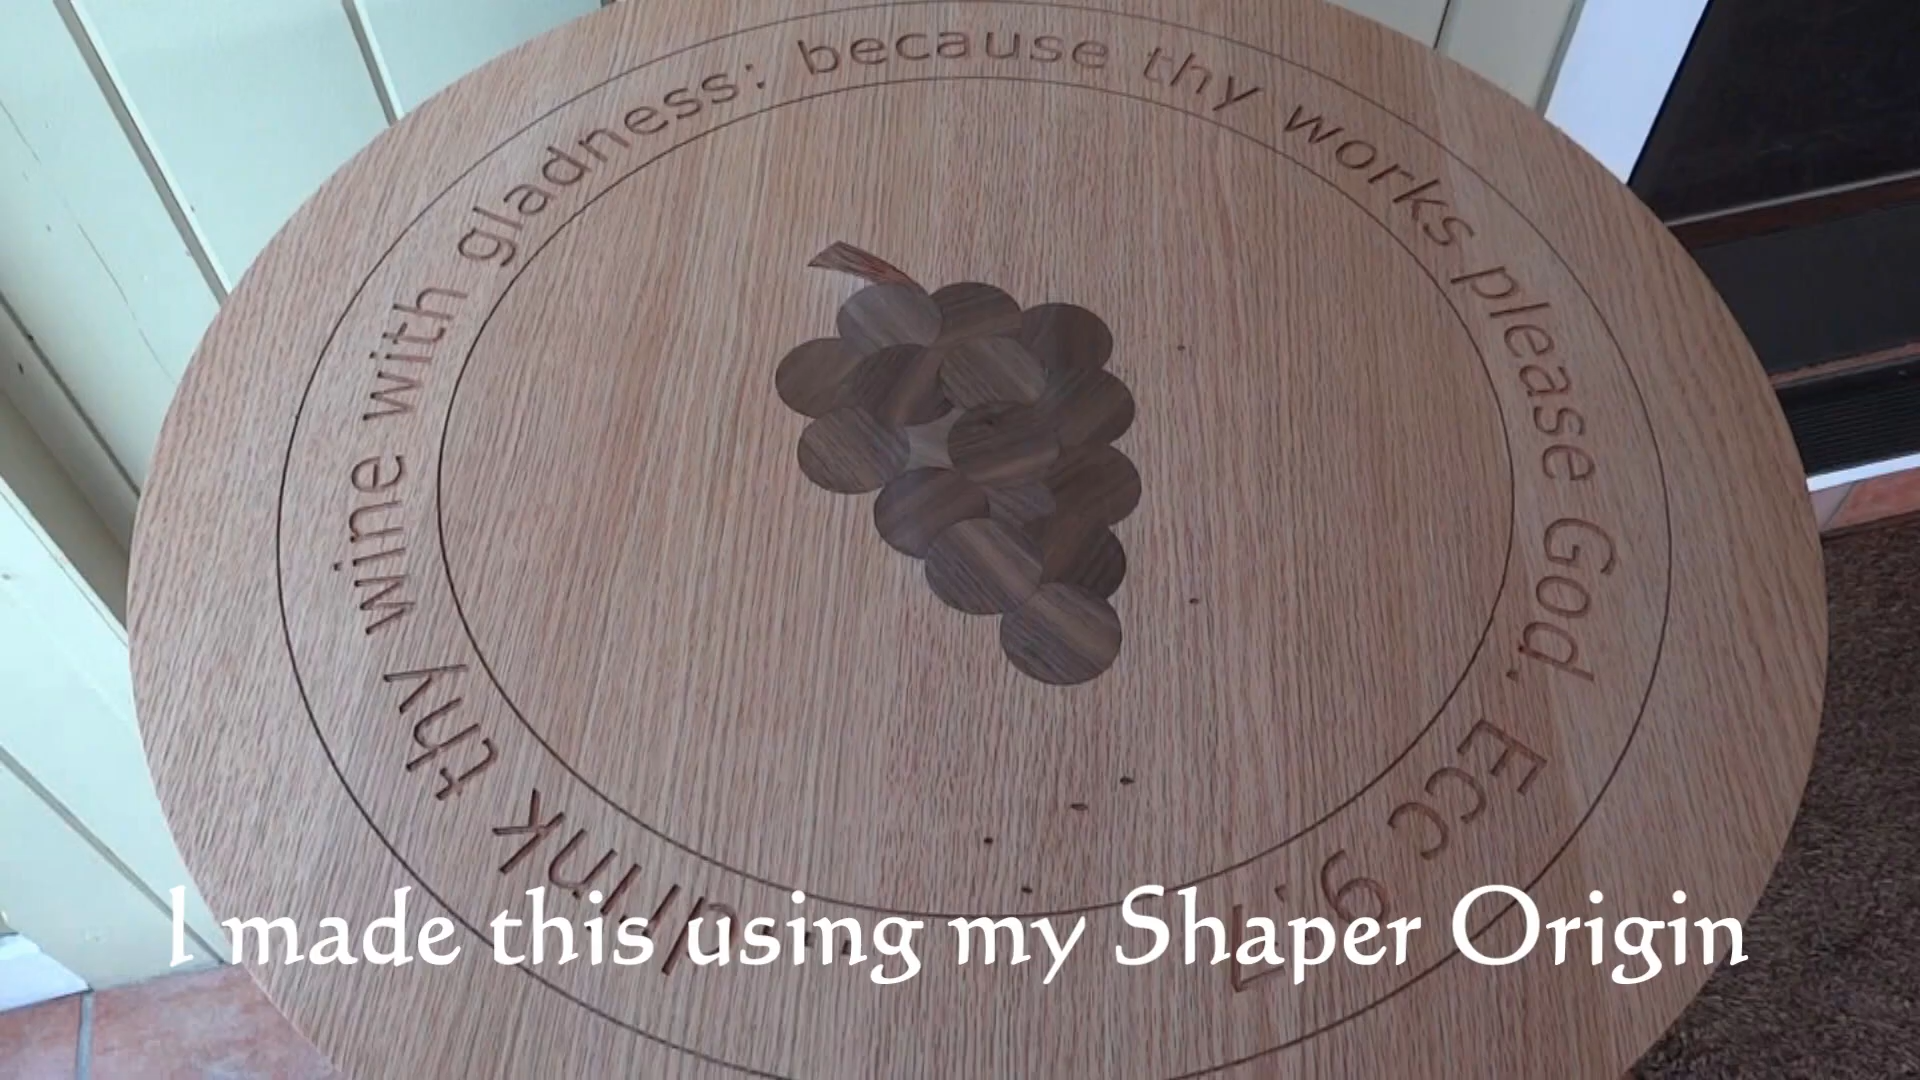 ...drink thy wine with gladness: because thy works please God. Ecc 9:7
I made this using my Shaper Origin